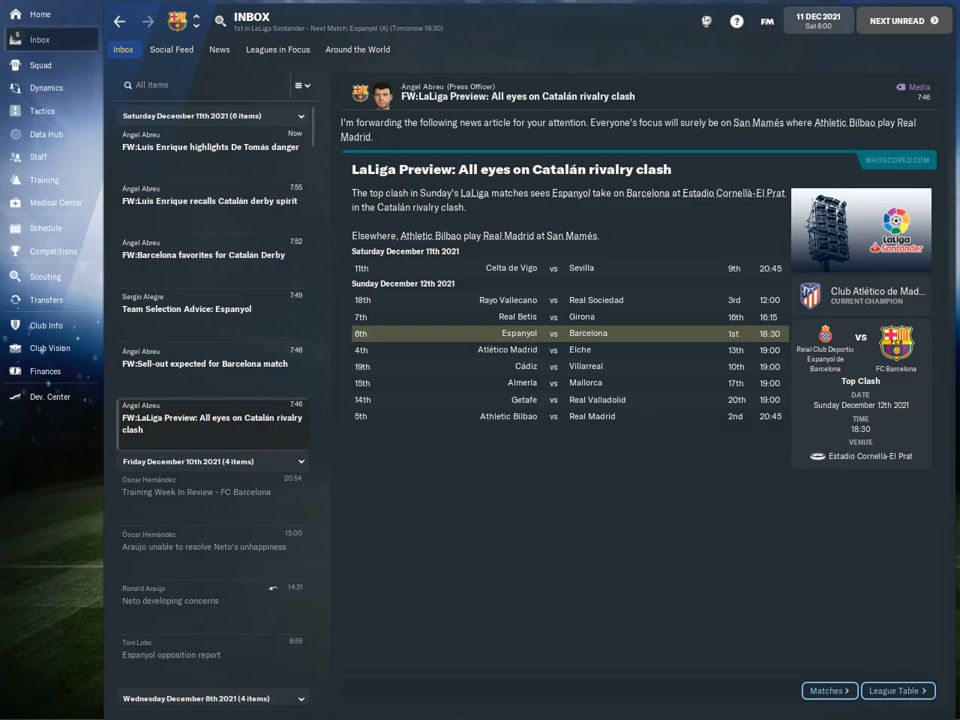 Home
5
Inbox
Squad
Dynamics
Tactics
Data Hub
Staff
Training
Medical Center
Schedule
Competitions
Scouting
Transfers
Club Info
Club Vision
Finances
Dev. Center
INBOX
1st in LaLiga Santander - Next Match: Espanyol (A) (Tomorrow 18:30)
?
FM
11 DEC 2021
Sat 8:00
NEXT UNREAD
Inbox
Social Feed
News
Leagues in Focus
Around the World
All Items
Saturday December 11th 2021 (6 items)
Ángel Abreu Now
FW:Luis Enrique highlights De Tomás danger
Ángel Abreu 7:55
FW:Luis Enrique recalls Catalán derby spirit
Ángel Abreu 7:52
FW:Barcelona favorites for Catalán Derby
Sergio Alegre 7:49
Team Selection Advice: Espanyol
Ángel Abreu 7:46
FW:Sell-out expected for Barcelona match
Ángel Abreu 7:46
FW:LaLiga Preview: All eyes on Catalán rivalry
clash
Friday December 10th 2021 (4 items)
Óscar Hernández 20:54
Training Week In Review - FC Barcelona
Óscar Hernández 15:00
Araújo unable to resolve Neto's unhappiness
Ronald Araújo 14:31
Neto developing concerns
Toni Lobo 8:59
Espanyol opposition report
Wednesday December 8th 2021 (4 items)
Ángel Abreu (Press Officer)
FW:LaLiga Preview: All eyes on Catalán rivalry clash
Media
7:46
I'm forwarding the following news article for your attention. Everyone's focus will surely be on San Mamés where Athletic Bilbao play Real
Madrid.
WHOSCORED.COM
LaLiga Preview: All eyes on Catalán rivalry clash
The top clash in Sunday's LaLiga matches sees Espanyol take on Barcelona at Estadio Cornellà-El Prat
in the Catalán rivalry clash.
Elsewhere, Athletic Bilbao play Real Madrid at San Mamés.
Saturday December 11th 2021
11th Celta de Vigo vs Sevilla 9th 20:45
Sunday December 12th 2021
18th Rayo Vallecano vs Real Sociedad 3rd 12:00
7th Real Betis vs Girona 16th 16:15
6th Espanyol vs Barcelona 1st 18:30
4th Atlético Madrid vs Elche 13th 19:00
19th Cádiz vs Villarreal 10th 19:00
15th Almería vs Mallorca 17th 19:00
14th Getafe vs Real Valladolid 20th 19:00
5th Athletic Bilbao vs Real Madrid 2nd 20:45
LaLiga
Santander
Club Atlético de Mad...
CURRENT CHAMPION
VS
Reial Club Deportiu
Espanyol de
Barcelona
FC Barcelona
Top Clash
DATE
Sunday December 12th 2021
TIME
18:30
VENUE
Estadio Cornellà-El Prat
Matches >
League Table >